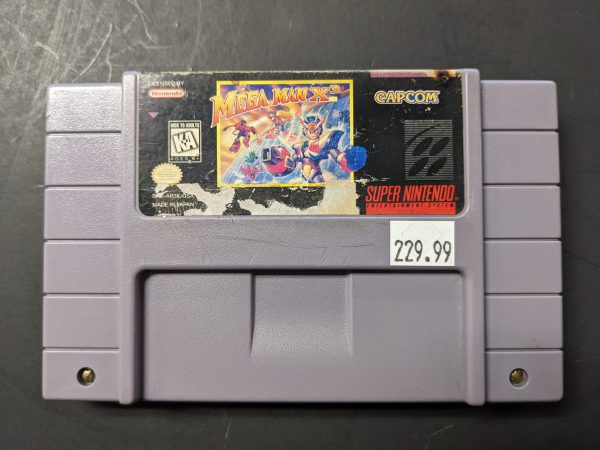 LICENSED BY
Nintendo
MEGA MAN X3
CAPCOM
KIDS TO ADULTS
K-A
AGES 6+
MADE IN JAPAN
SUPER NINTENDO
ENTERTAINMENT SYSTEM
229.99